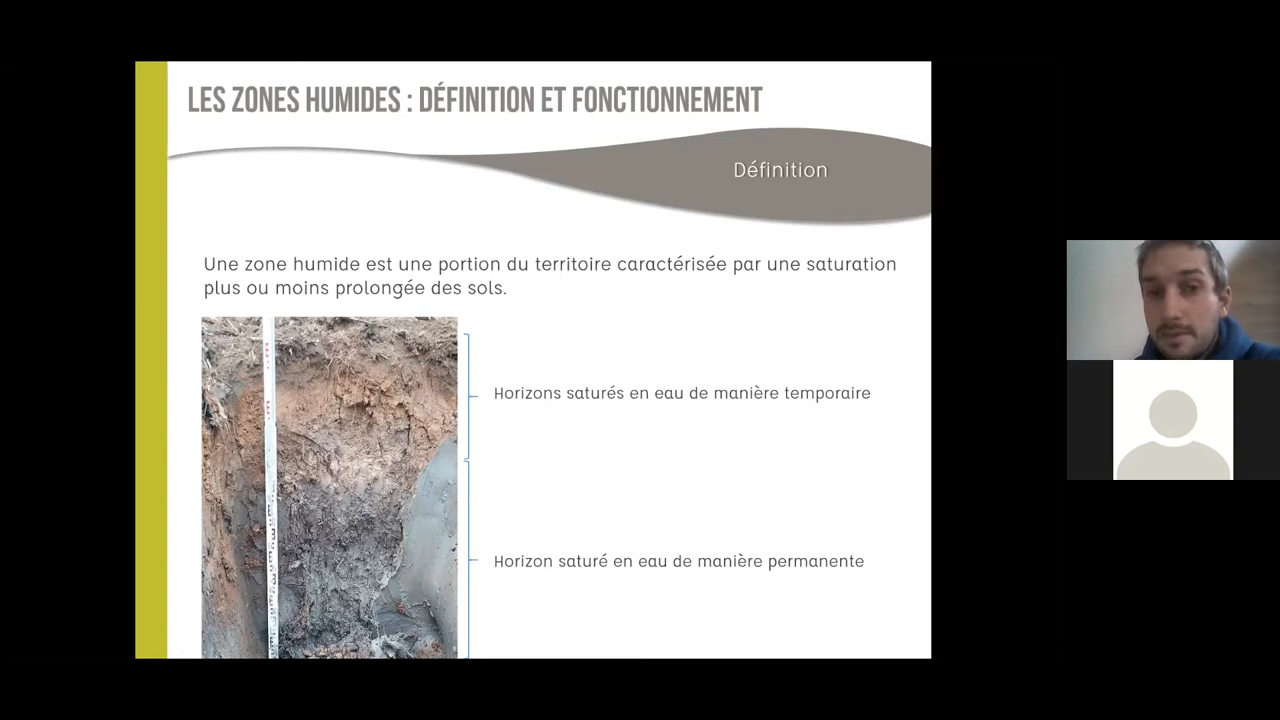 LES ZONES HUMIDES : DÉFINITION ET FONCTIONNEMENT
Définition
Une zone humide est une portion du territoire caractérisée par une saturation
plus ou moins prolongée des sols.
Horizons saturés en eau de manière temporaire
Horizon saturé en eau de manière permanente